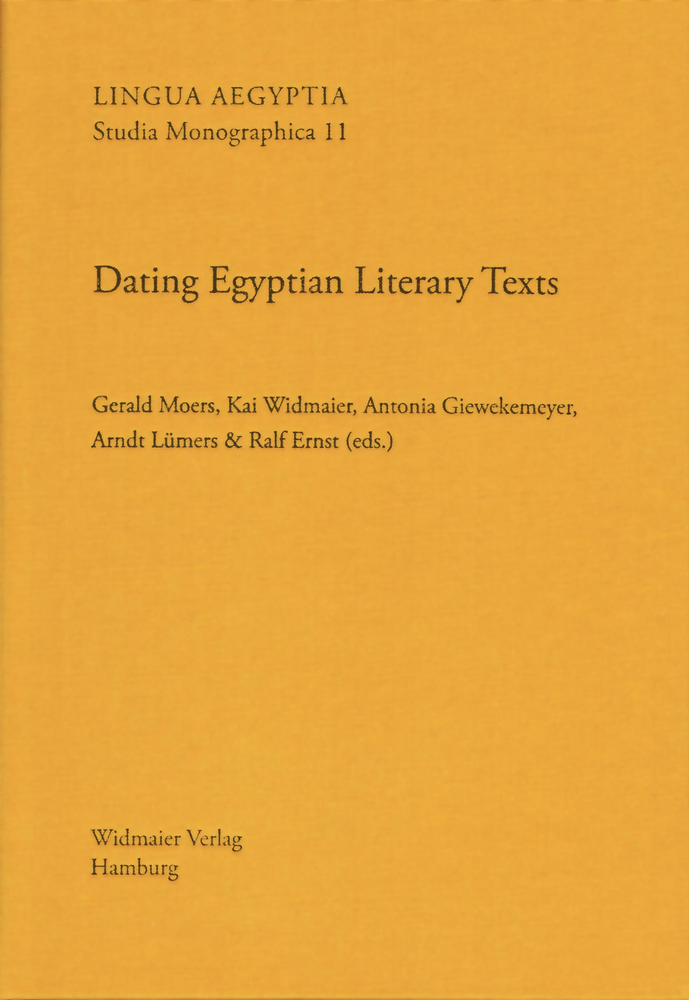 LINGUA AEGYPTIA
Studia Monographica 11
Dating Egyptian Literary Texts
Gerald Moers, Kai Widmaier, Antonia Giewekemeyer,
Arndt Lümers & Ralf Ernst (eds.)
Widmaier Verlag
Hamburg